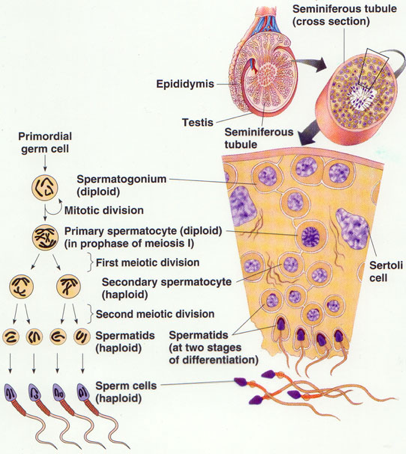 Seminiferous tubule
(cross section)
Epididymis
Testis
Seminiferous
tubule
Primordial
germ cell
Spermatogonium
(diploid)
Mitotic division
Primary spermatocyte (diploid)
(in prophase of meiosis I)
First meiotic division
Secondary spermatocyte
(haploid)
Sertoli
cell
Second meiotic division
Spermatids
(haploid)
Spermatids
(at two stages
of differentiation)
Sperm cells
(haploid)